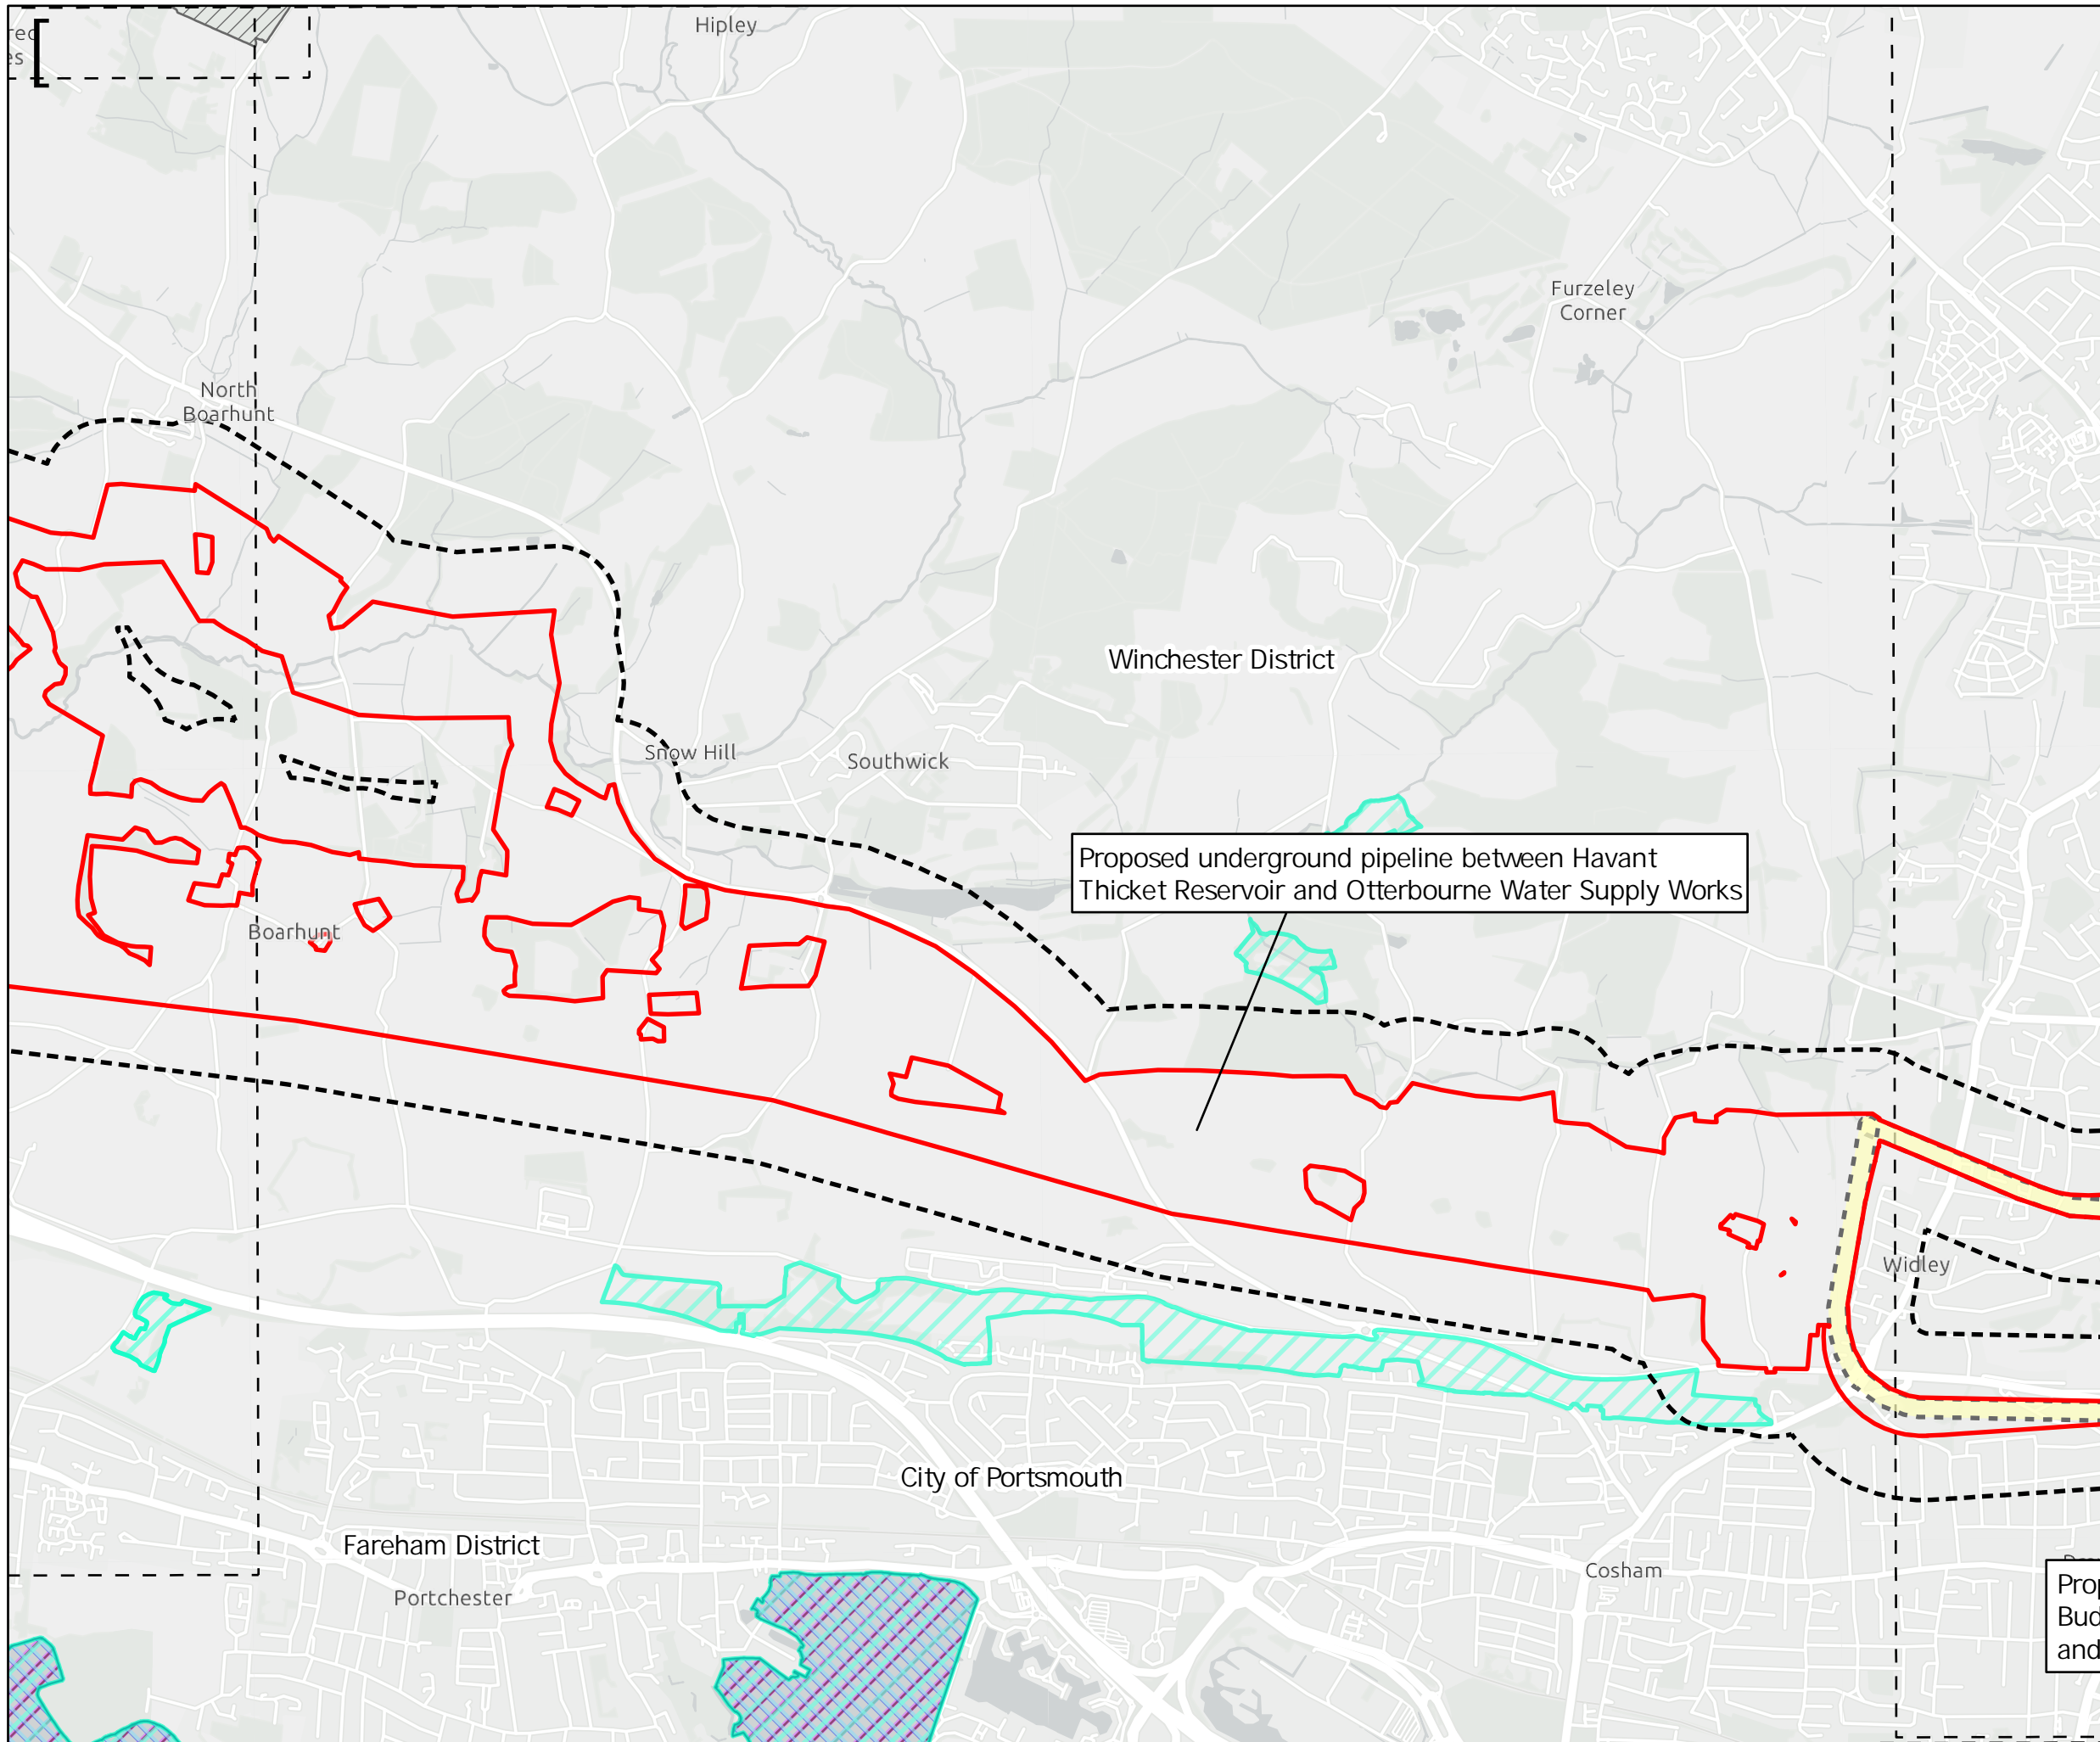 Hipley
Furzeley
Corner
North
Boarhunt
Winchester District
Snow Hill
Southwick
Proposed underground pipeline between Havant
Thicket Reservoir and Otterbourne Water Supply Works
Boarhunt
Widley
City of Portsmouth
Fareham District
Portchester
Cosham
and